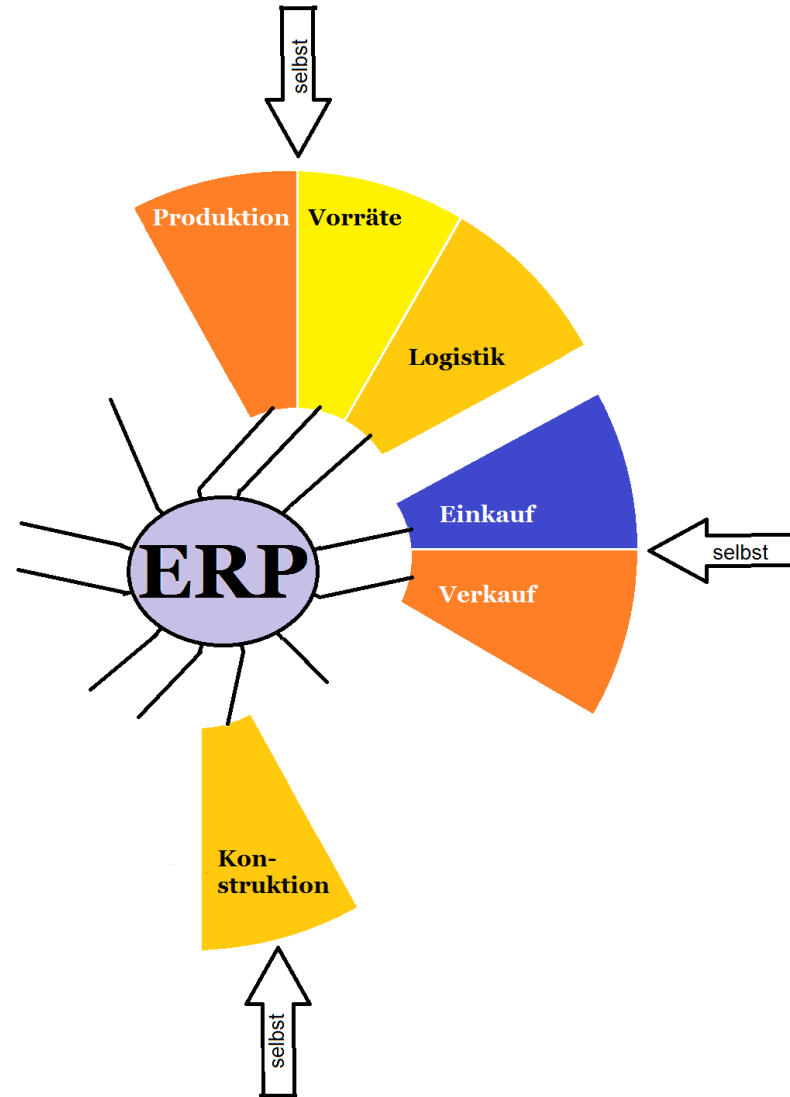 selbst
Produktion
Vorräte
Logistik
Einkauf
ERP
selbst
Verkauf
Kon-
struktion
selbst